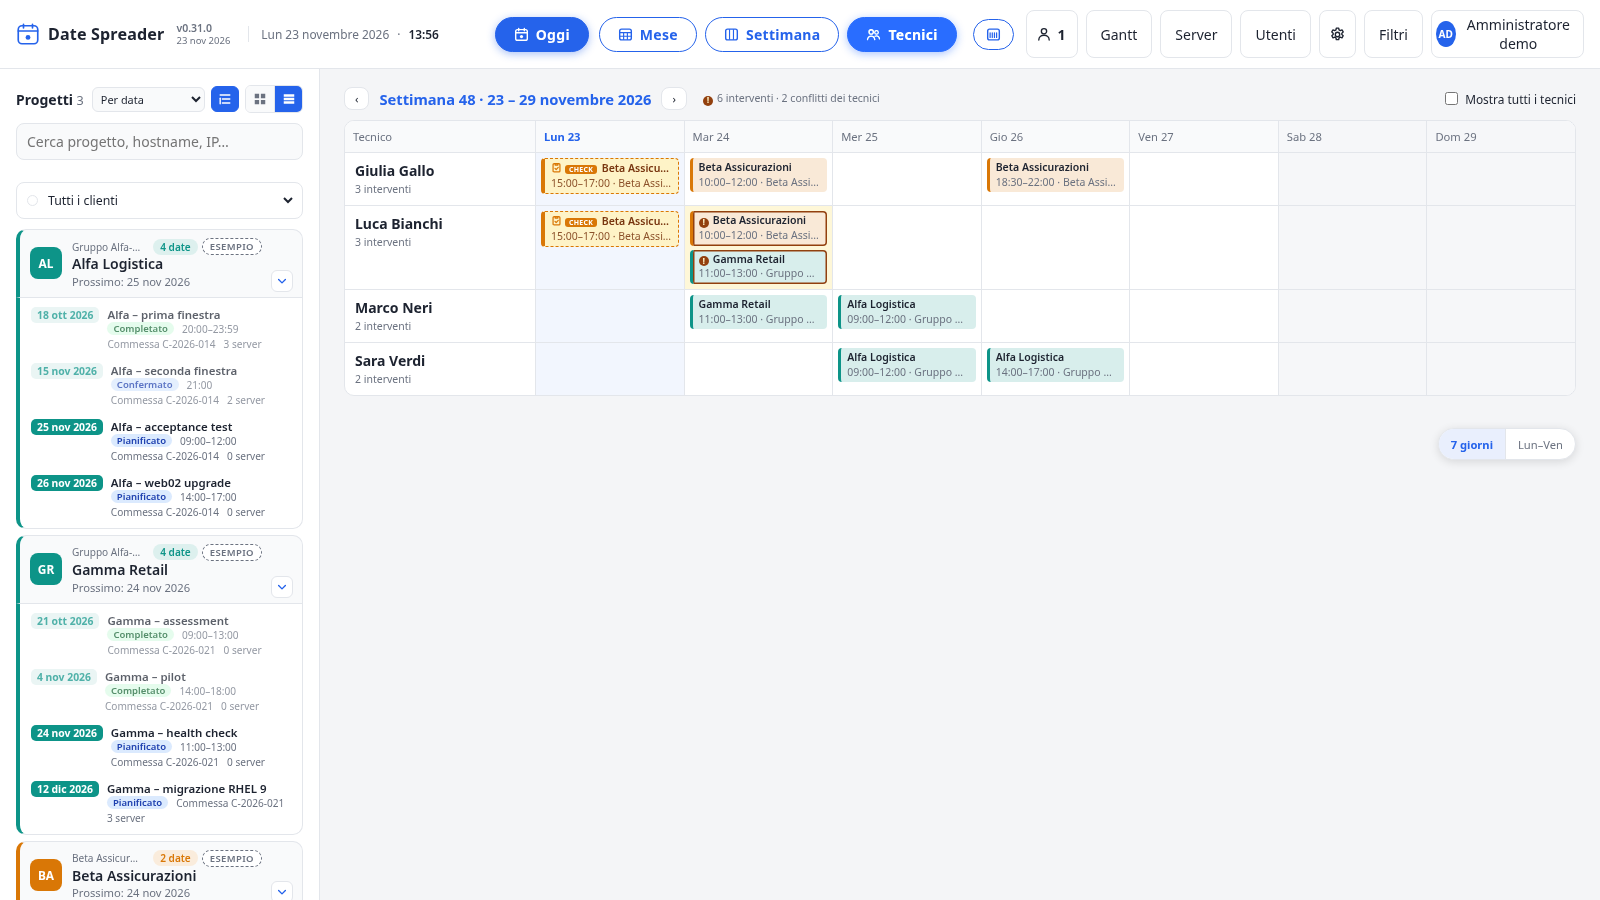 Date Spreader
v0.31.0
23 nov 2026
Lun 23 novembre 2026 · 13:56
Oggi
Mese
Settimana
Tecnici
1
Gantt
Server
Utenti
Filtri
AD
Amministratore demo
Progetti 3
Per data
Cerca progetto, hostname, IP...
Tutti i clienti
AL
Gruppo Alfa-...
4 date
ESEMPIO
Alfa Logistica
Prossimo: 25 nov 2026
18 ott 2026
Alfa – prima finestra
Completato 20:00–23:59
Commessa C-2026-014 3 server
15 nov 2026
Alfa – seconda finestra
Confermato 21:00
Commessa C-2026-014 2 server
25 nov 2026
Alfa – acceptance test
Pianificato 09:00–12:00
Commessa C-2026-014 0 server
26 nov 2026
Alfa – web02 upgrade
Pianificato 14:00–17:00
Commessa C-2026-014 0 server
GR
Gruppo Alfa-...
4 date
ESEMPIO
Gamma Retail
Prossimo: 24 nov 2026
21 ott 2026
Gamma – assessment
Completato 09:00–13:00
Commessa C-2026-021 0 server
4 nov 2026
Gamma – pilot
Completato 14:00–18:00
Commessa C-2026-021 0 server
24 nov 2026
Gamma – health check
Pianificato 11:00–13:00
Commessa C-2026-021 0 server
12 dic 2026
Gamma – migrazione RHEL 9
Pianificato Commessa C-2026-021
3 server
BA
Beta Assicur...
2 date
ESEMPIO
Beta Assicurazioni
Prossimo: 24 nov 2026
‹ Settimana 48 · 23 – 29 novembre 2026 ›
! 6 interventi · 2 conflitti dei tecnici
Mostra tutti i tecnici
Tecnico
Lun 23
Mar 24
Mer 25
Gio 26
Ven 27
Sab 28
Dom 29
Giulia Gallo
3 interventi
CHECK Beta Assicu...
15:00–17:00 · Beta Assi...
Beta Assicurazioni
10:00–12:00 · Beta Assi...
Beta Assicurazioni
18:30–22:00 · Beta Assi...
Luca Bianchi
3 interventi
CHECK Beta Assicu...
15:00–17:00 · Beta Assi...
! Beta Assicurazioni
10:00–12:00 · Beta Assi...
! Gamma Retail
11:00–13:00 · Gruppo ...
Marco Neri
2 interventi
Gamma Retail
11:00–13:00 · Gruppo ...
Alfa Logistica
09:00–12:00 · Gruppo ...
Sara Verdi
2 interventi
Alfa Logistica
09:00–12:00 · Gruppo ...
Alfa Logistica
14:00–17:00 · Gruppo ...
7 giorni
Lun–Ven